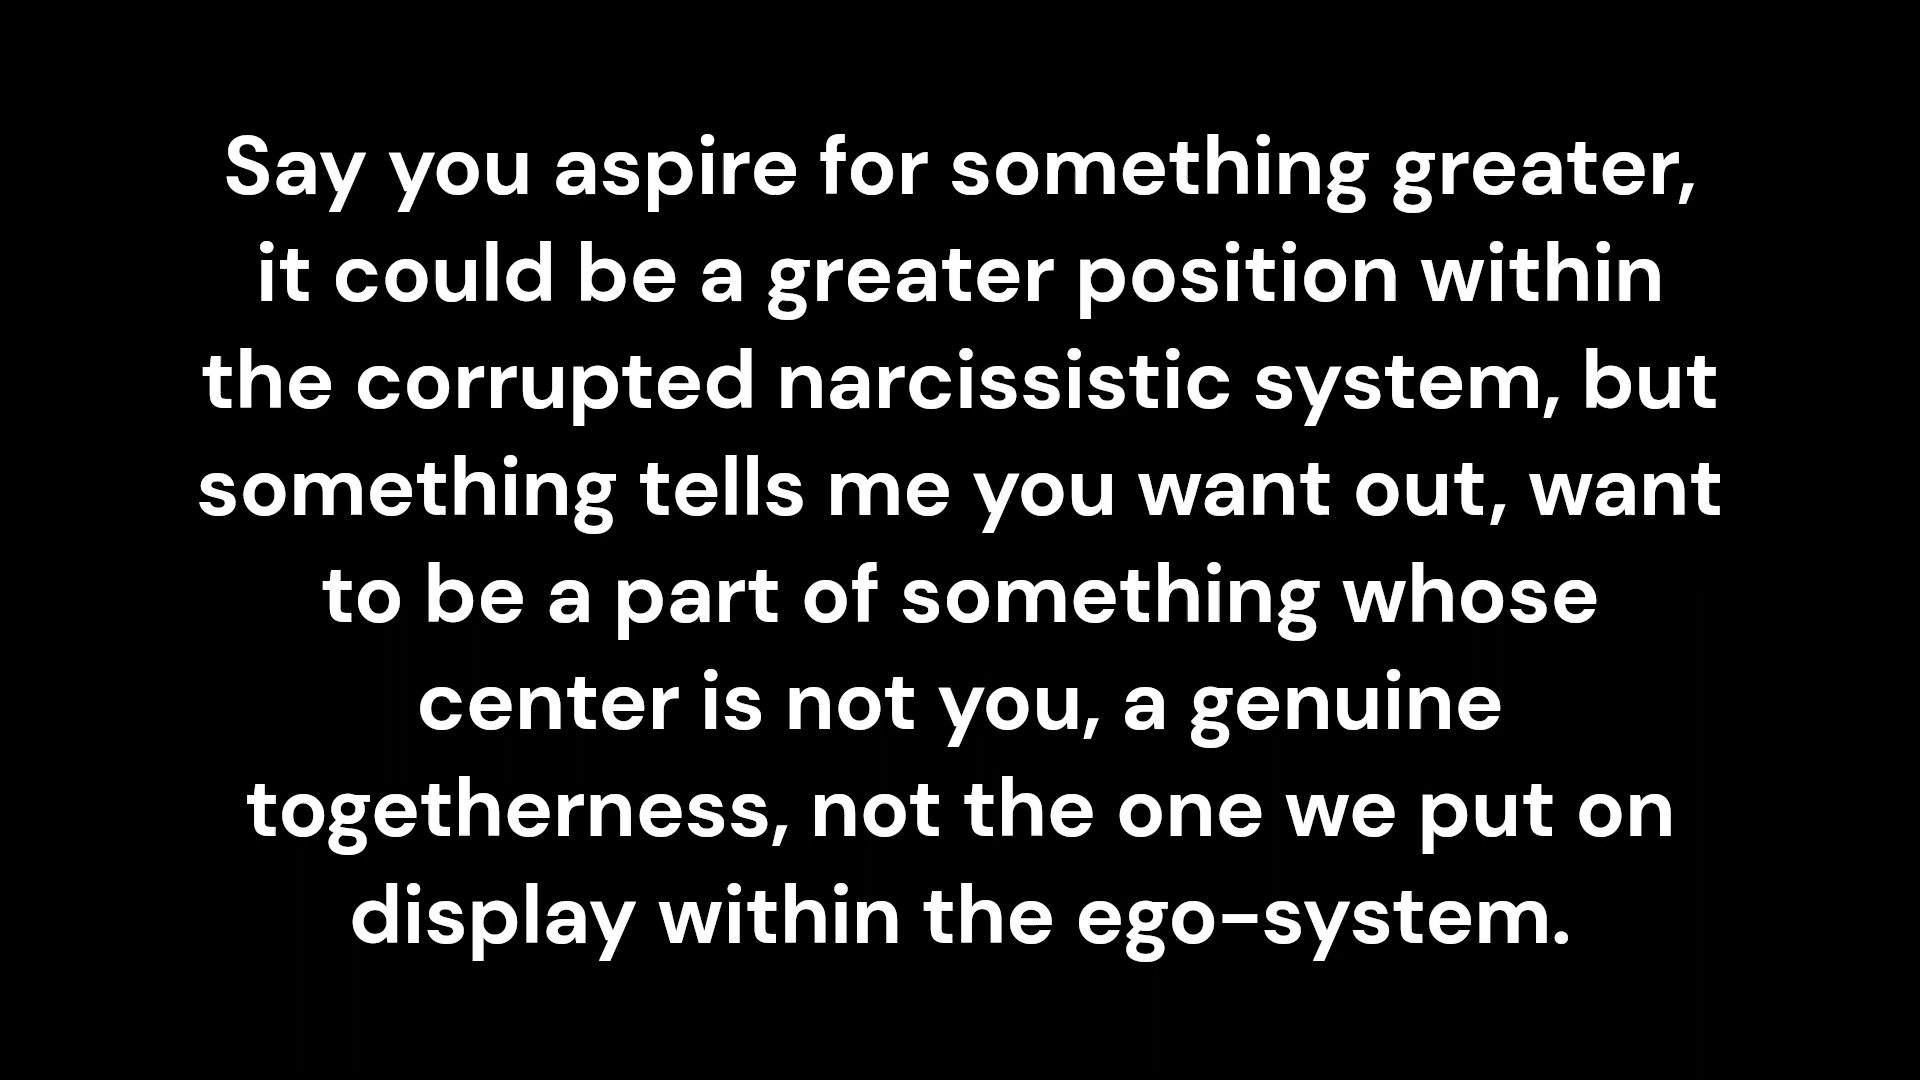 Say you aspire for something greater,
it could be a greater position within
the corrupted narcissistic system, but
something tells me you want out, want
to be a part of something whose
center is not you, a genuine
togetherness, not the one we put on
display within the ego-system.